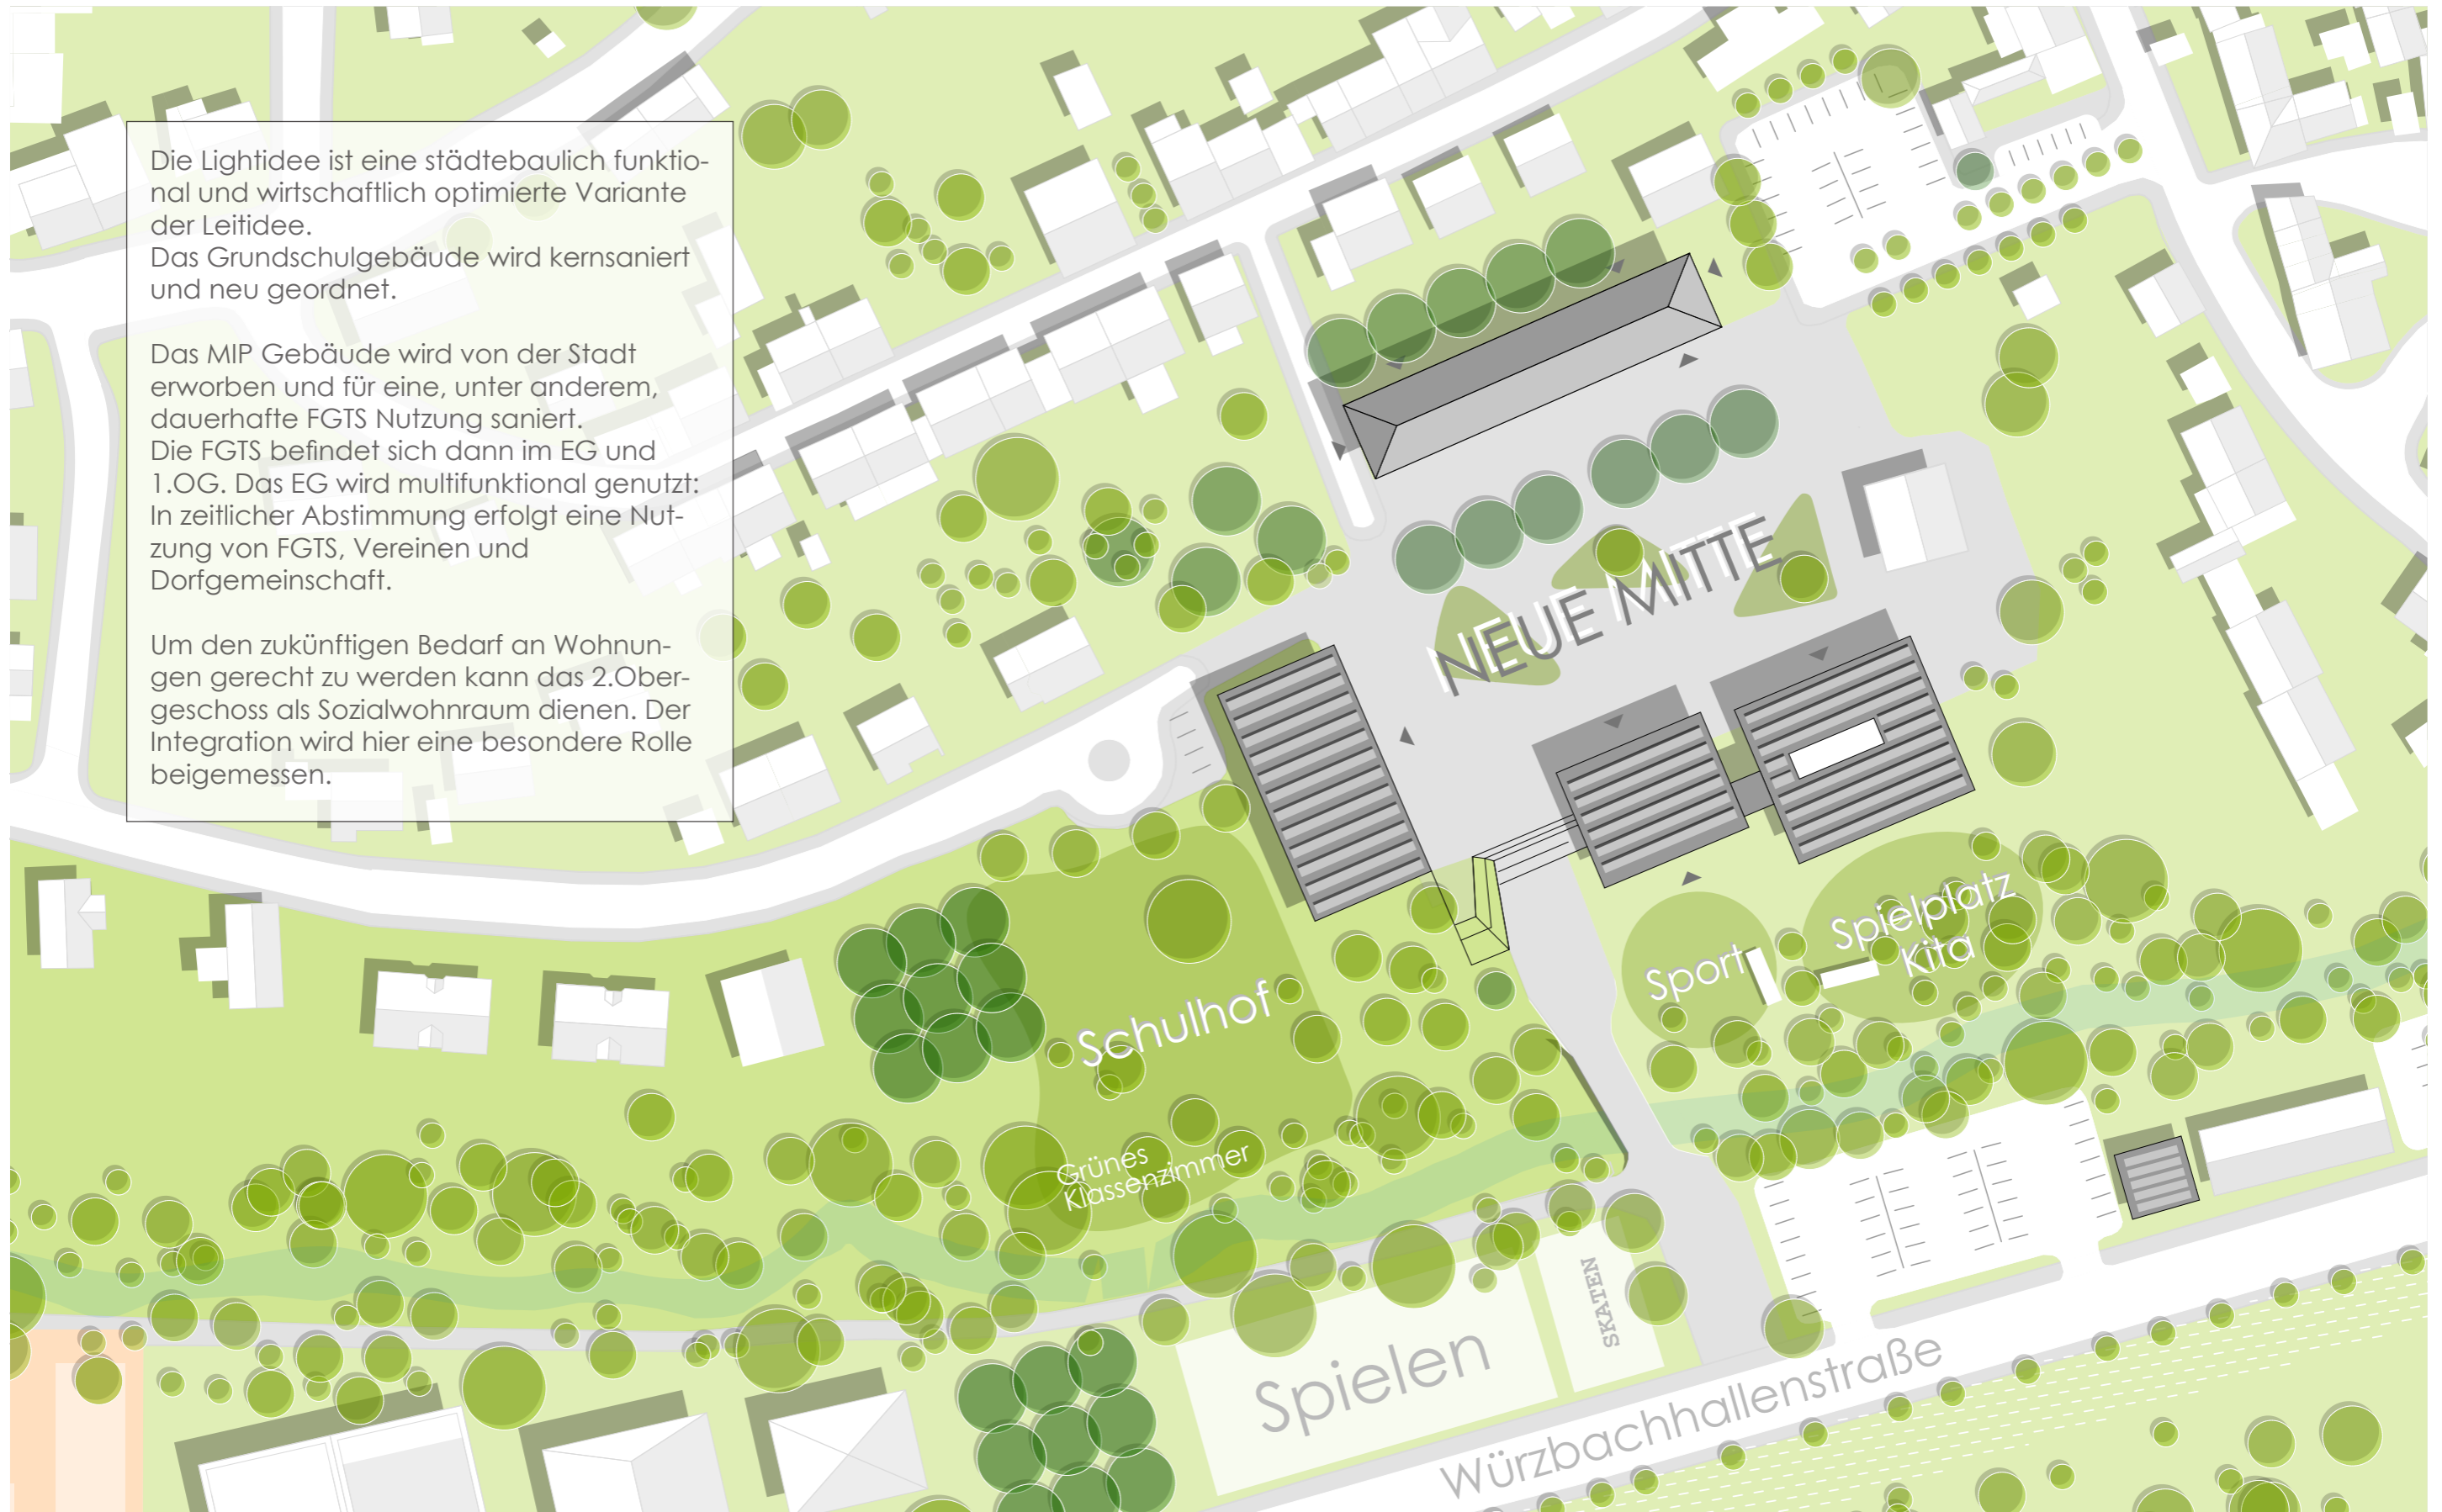 Die Lightidee ist eine städtebaulich funktio-
nal und wirtschaftlich optimierte Variante
der Leitidee.
Das Grundschulgebäude wird kernsaniert
und neu geordnet.
Das MIP Gebäude wird von der Stadt
erworben und für eine, unter anderem,
dauerhafte FGTS Nutzung saniert.
Die FGTS befindet sich dann im EG und
1.OG. Das EG wird multifunktional genutzt:
In zeitlicher Abstimmung erfolgt eine Nut-
zung von FGTS, Vereinen und
Dorfgemeinschaft.
Um den zukünftigen Bedarf an Wohnun-
gen gerecht zu werden kann das 2.Ober-
geschoss als Sozialwohnraum dienen. Der
Integration wird hier eine besondere Rolle
beigemessen.
NEUE MITTE
Spielplatz
Kita
Sport
Schulhof
Grünes
Klassenzimmer
SKATEN
Spielen
Würzbachhallenstraße